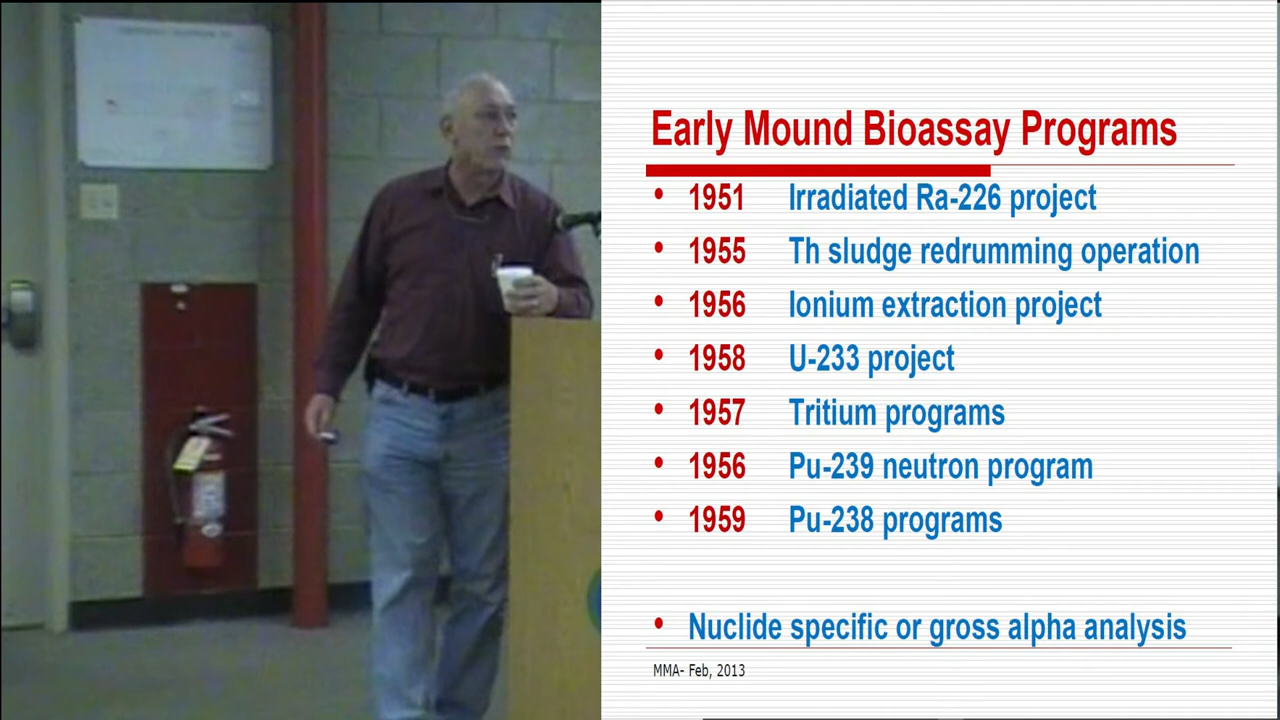 Early Mound Bioassay Programs
• 1951 Irradiated Ra-226 project
• 1955 Th sludge redrumming operation
• 1956 Ionium extraction project
• 1958 U-233 project
• 1957 Tritium programs
• 1956 Pu-239 neutron program
• 1959 Pu-238 programs
• Nuclide specific or gross alpha analysis
MMA- Feb, 2013